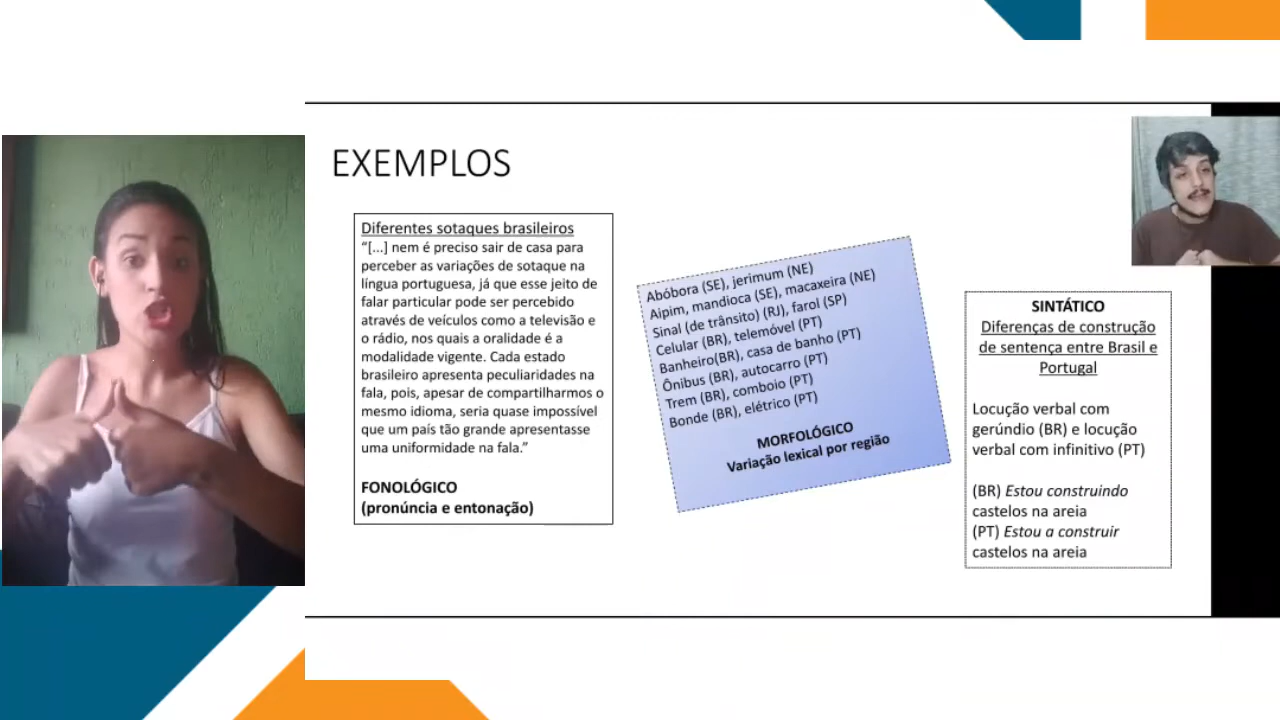 EXEMPLOS
Diferentes sotaques brasileiros
“[...] nem é preciso sair de casa para
perceber as variações de sotaque na
língua portuguesa, já que esse jeito de
falar particular pode ser percebido
através de veículos como a televisão e
o rádio, nos quais a oralidade é a
modalidade vigente. Cada estado
brasileiro apresenta peculiaridades na
fala, pois, apesar de compartilharmos o
mesmo idioma, seria quase impossível
que um país tão grande apresentasse
uma uniformidade na fala.”
FONOLÓGICO
(pronúncia e entonação)
Abóbora (SE), jerimum (NE)
Aipim, mandioca (SE), macaxeira (NE)
Sinal (de trânsito) (RJ), farol (SP)
Celular (BR), telemóvel (PT)
Banheiro(BR), casa de banho (PT)
Ônibus (BR), autocarro (PT)
Trem (BR), comboio (PT)
Bonde (BR), elétrico (PT)
MORFOLÓGICO
Variação lexical por região
SINTÁTICO
Diferenças de construção
de sentença entre Brasil e
Portugal
Locução verbal com
gerúndio (BR) e locução
verbal com infinitivo (PT)
(BR) Estou construindo
castelos na areia
(PT) Estou a construir
castelos na areia